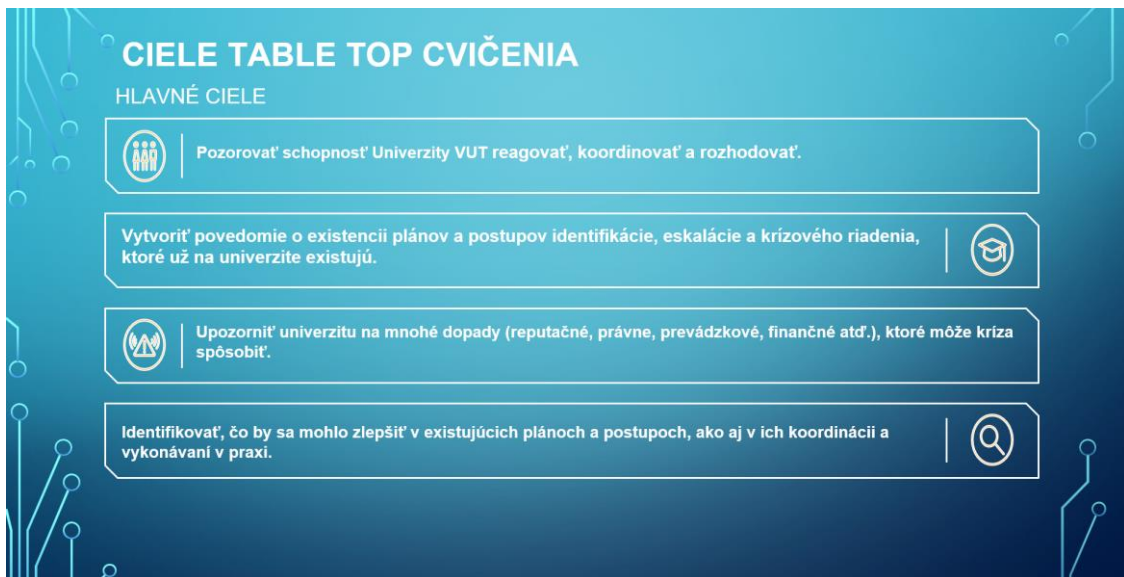 CIELE TABLE TOP CVIČENIA
HLAVNÉ CIELE
Pozorovať schopnosť Univerzity VUT reagovať, koordinovať a rozhodovať.
Vytvoriť povedomie o existencii plánov a postupov identifikácie, eskalácie a krízového riadenia,
ktoré už na univerzite existujú.
Upozorniť univerzitu na mnohé dopady (reputačné, právne, prevádzkové, finančné atď.), ktoré môže kríza
spôsobiť.
Identifikovať, čo by sa mohlo zlepšiť v existujúcich plánoch a postupoch, ako aj v ich koordinácii a
vykonávaní v praxi.